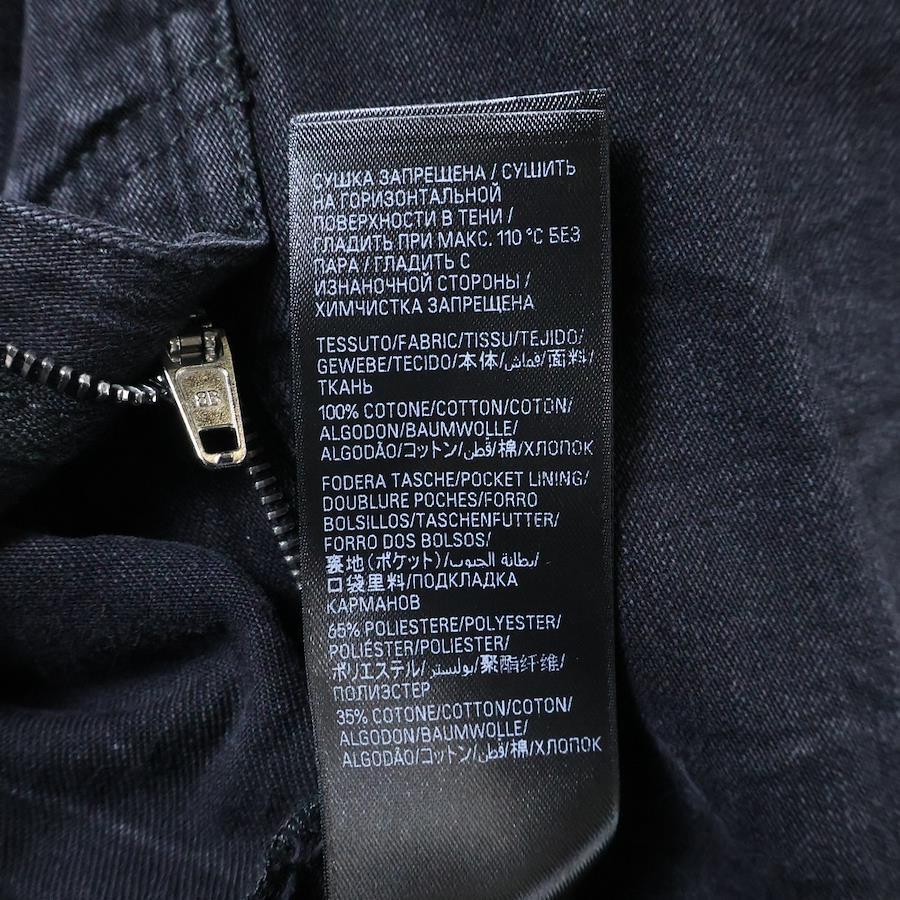 СУШКА ЗАПРЕЩЕНА / СУШИТЬ
НА ГОРИЗОНТАЛЬНОЙ
ПОВЕРХНОСТИ В ТЕНИ /
ГЛАДИТЬ ПРИ МАКС. 110 °C БЕЗ
ПАРА / ГЛАДИТЬ С
ИЗНАНОЧНОЙ СТОРОНЫ /
ХИМЧИСТКА ЗАПРЕЩЕНА
TESSUTO/FABRIC/TISSU/TEJIDO/
GEWEBE/TECIDO/本体/قماش/面料/
ТКАНЬ
100% COTONE/COTTON/COTON/
ALGODON/BAUMWOLLE/
ALGODÃO/コットン/قطن/棉/ХЛОПОК
FODERA TASCHE/POCKET LINING/
DOUBLURE POCHES/FORRO
BOLSILLOS/TASCHENFUTTER/
FORRO DOS BOLSOS/
裏地(ポケット)/بطانة الجيوب/
口袋里料/ПОДКЛАДКА
КАРМАНОВ
65% POLIESTERE/POLYESTER/
POLIÉSTER/POLIESTER/
ポリエステル/بوليستر/聚酯纤维/
ПОЛИЭСТЕР
35% COTONE/COTTON/COTON/
ALGODON/BAUMWOLLE/
ALGODÃO/コットン/قطن/棉/ХЛОПОК